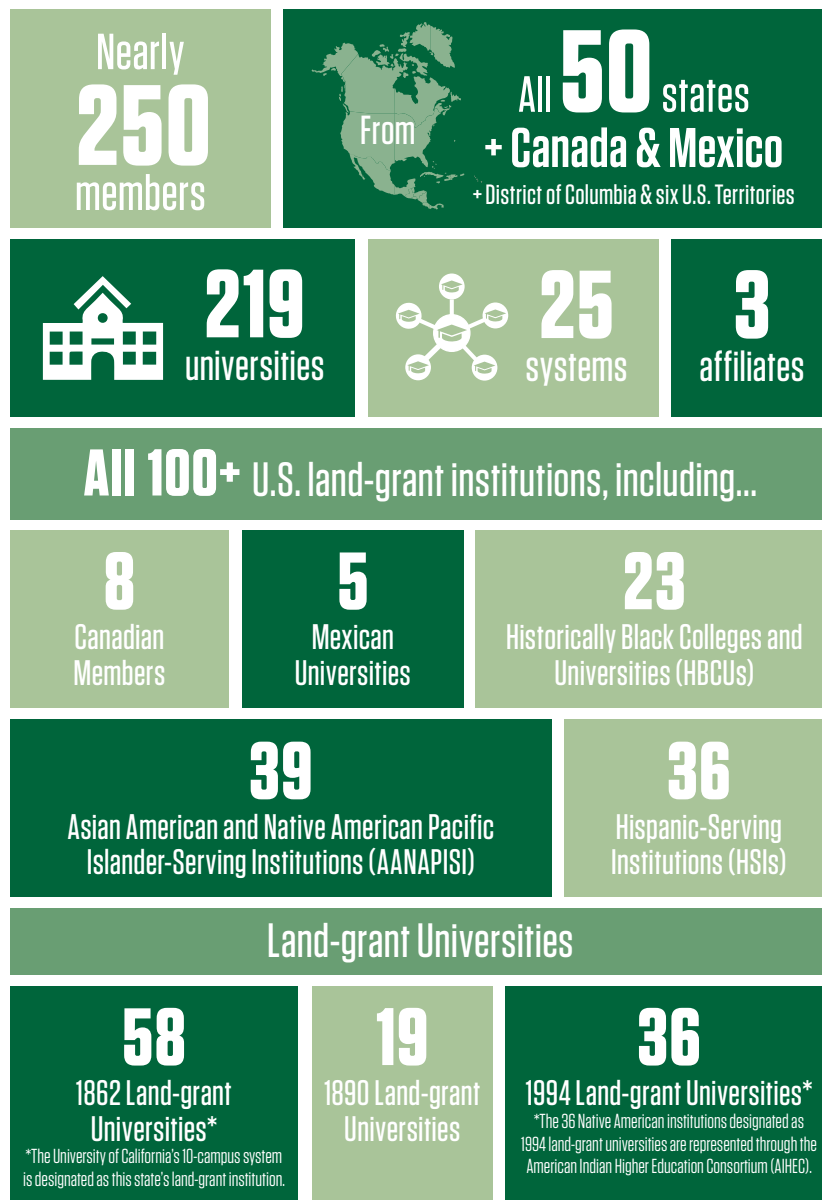 Nearly
250
members
From
All 50 states
+ Canada & Mexico
+ District of Columbia & six U.S. Territories
219
universities
25
systems
3
affiliates
All 100+ U.S. land-grant institutions, including...
8
Canadian
Members
5
Mexican
Universities
23
Historically Black Colleges and
Universities (HBCUs)
39
Asian American and Native American Pacific
Islander-Serving Institutions (AANAPISI)
36
Hispanic-Serving
Institutions (HSIs)
Land-grant Universities
58
1862 Land-grant
Universities*
*The University of California's 10-campus system
is designated as this state's land-grant institution.
19
1890 Land-grant
Universities
36
1994 Land-grant Universities*
*The 36 Native American institutions designated as
1994 land-grant universities are represented through the
American Indian Higher Education Consortium (AIHEC).